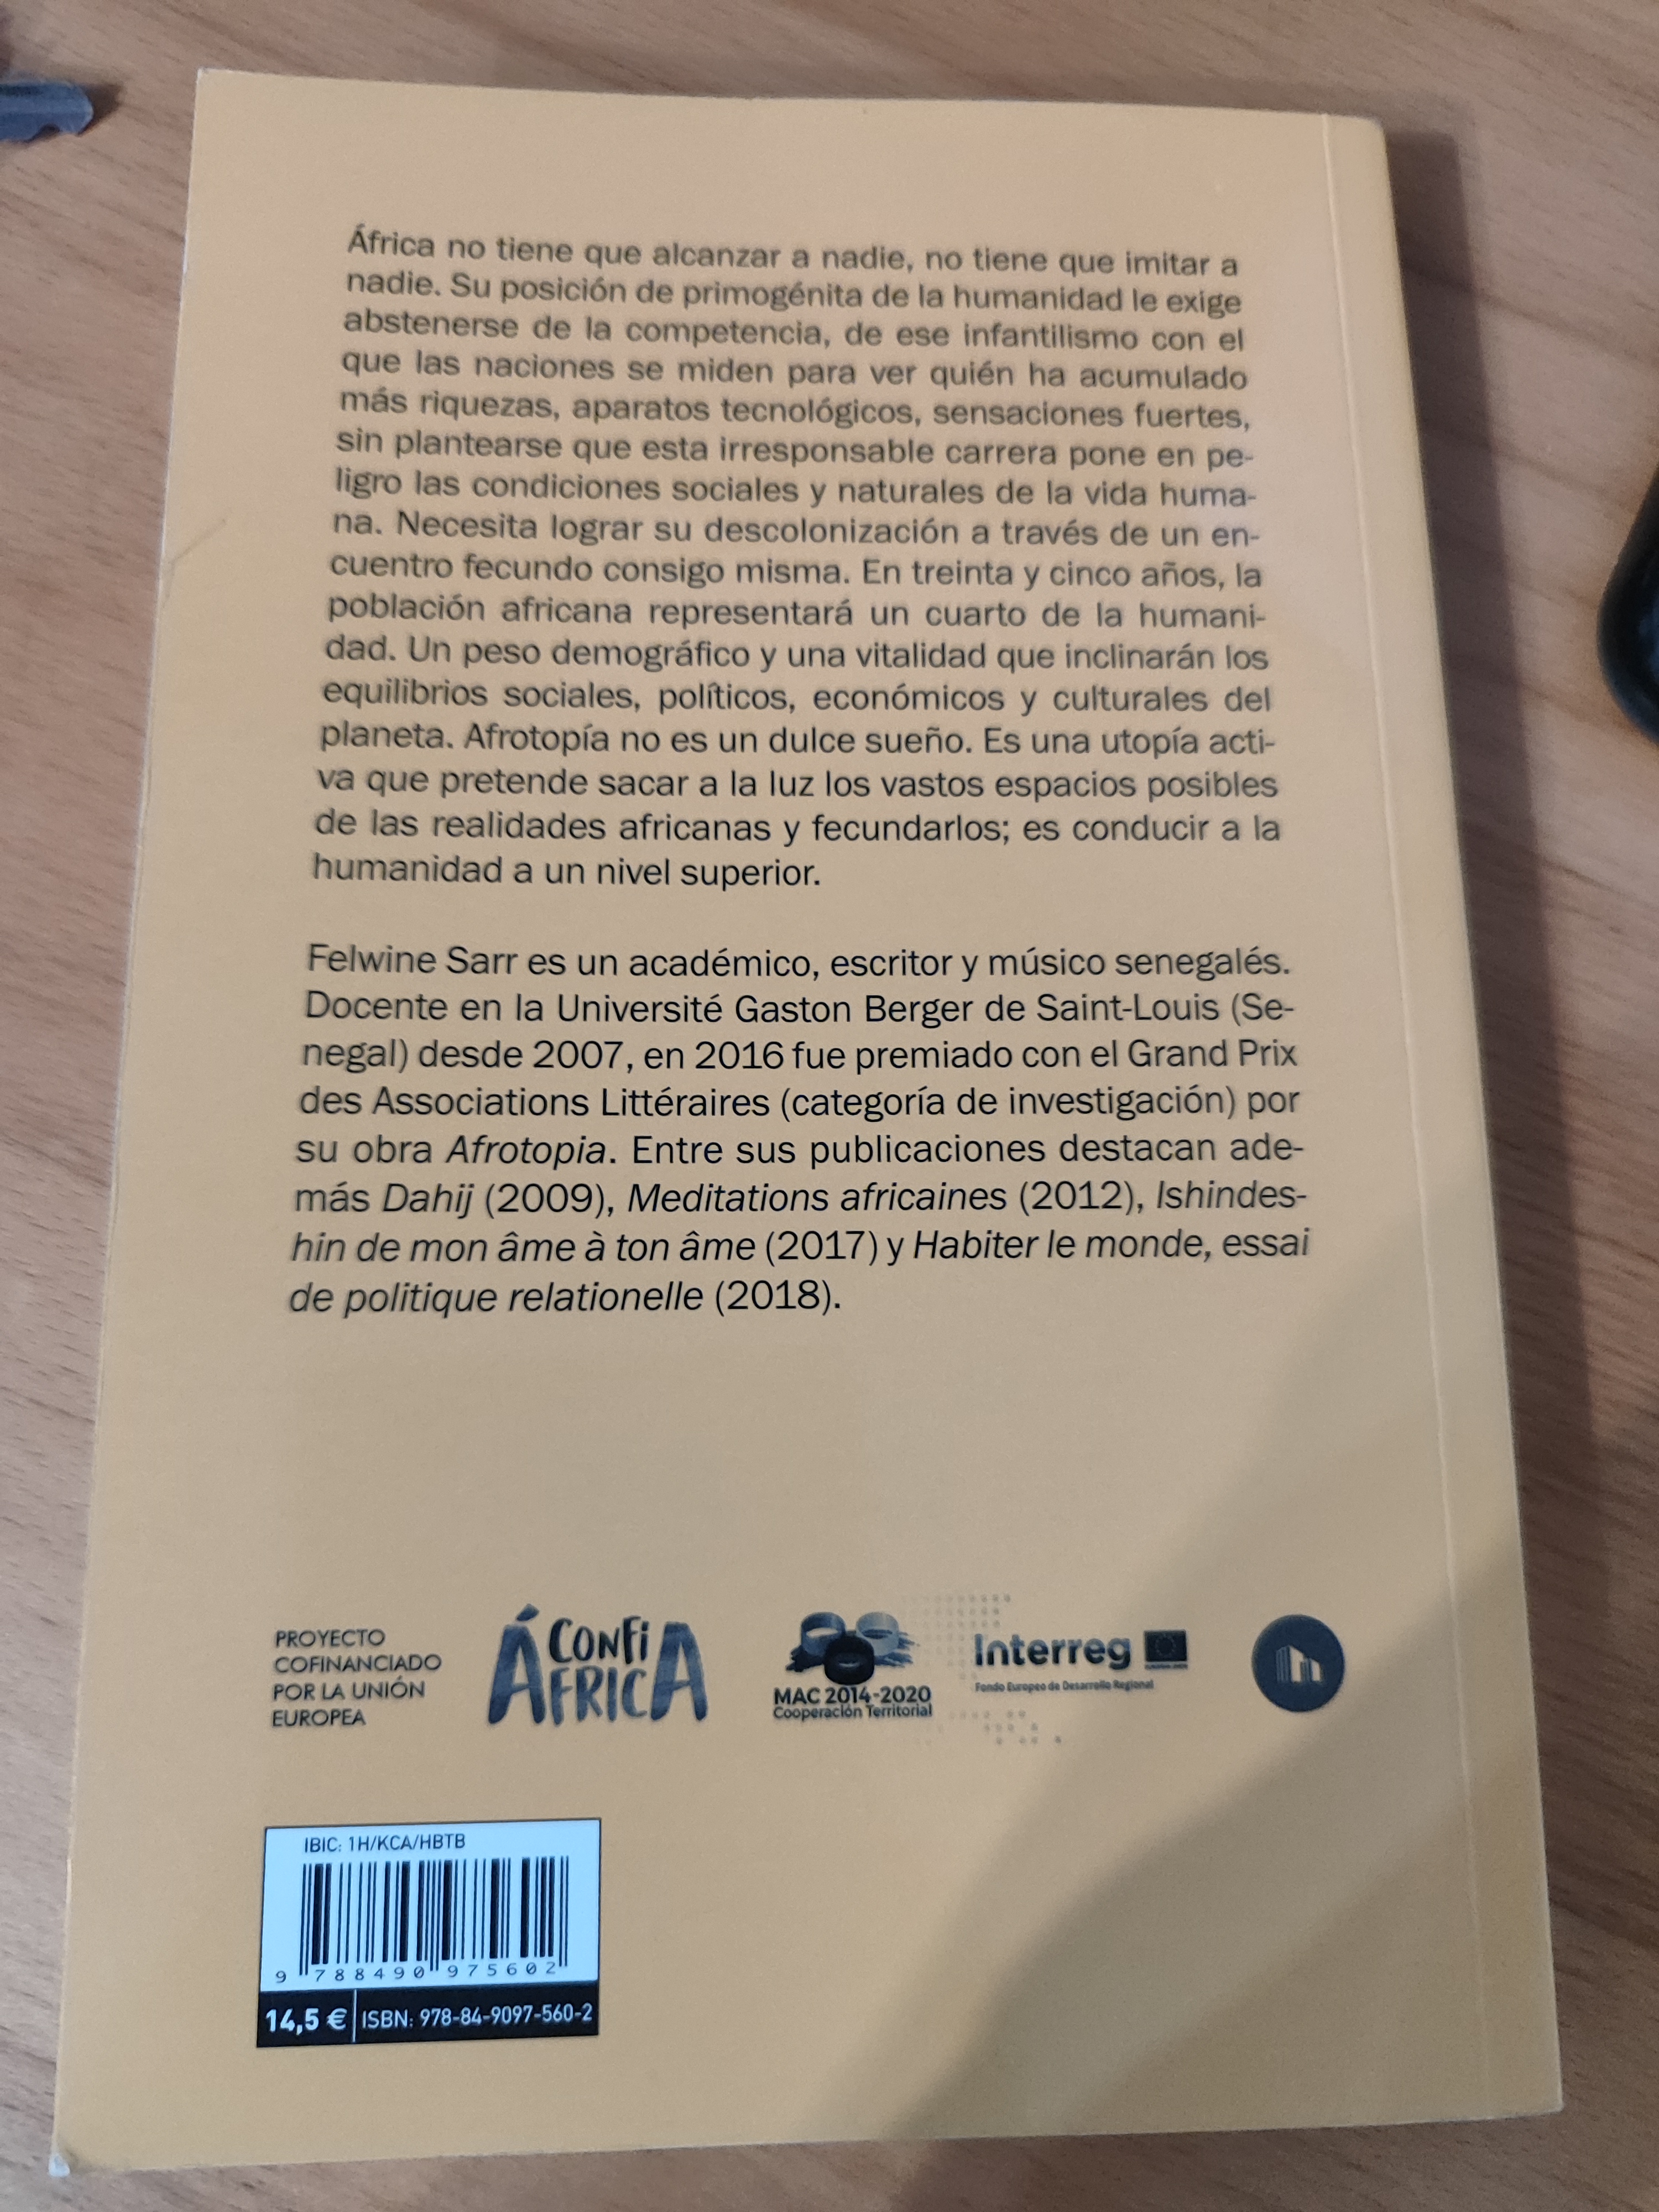 África no tiene que alcanzar a nadie, no tiene que imitar a
nadie. Su posición de primogénita de la humanidad le exige
abstenerse de la competencia, de ese infantilismo con el
que las naciones se miden para ver quién ha acumulado
más riquezas, aparatos tecnológicos, sensaciones fuertes,
sin plantearse que esta irresponsable carrera pone en pe-
ligro las condiciones sociales y naturales de la vida huma-
na. Necesita lograr su descolonización a través de un en-
cuentro fecundo consigo misma. En treinta y cinco años, la
población africana representará un cuarto de la humani-
dad. Un peso demográfico y una vitalidad que inclinarán los
equilibrios sociales, políticos, económicos y culturales del
planeta. Afrotopía no es un dulce sueño. Es una utopía acti-
va que pretende sacar a la luz los vastos espacios posibles
de las realidades africanas y fecundarlos; es conducir a la
humanidad a un nivel superior.
Felwine Sarr es un académico, escritor y músico senegalés.
Docente en la Université Gaston Berger de Saint-Louis (Se-
negal) desde 2007, en 2016 fue premiado con el Grand Prix
des Associations Littéraires (categoría de investigación) por
su obra Afrotopia. Entre sus publicaciones destacan ade-
más Dahij (2009), Meditations africaines (2012), Ishindes-
hin de mon âme à ton âme (2017) y Habiter le monde, essai
de politique relationelle (2018).
PROYECTO
COFINANCIADO
POR LA UNIÓN
EUROPEA
CONFI
ÁFRICA
MAC 2014-2020
Cooperación Territorial
Interreg
Fondo Europeo de Desarrollo Regional
IBIC: 1H/KCA/HBTB
9 788490 975602
14,5 € ISBN: 978-84-9097-560-2